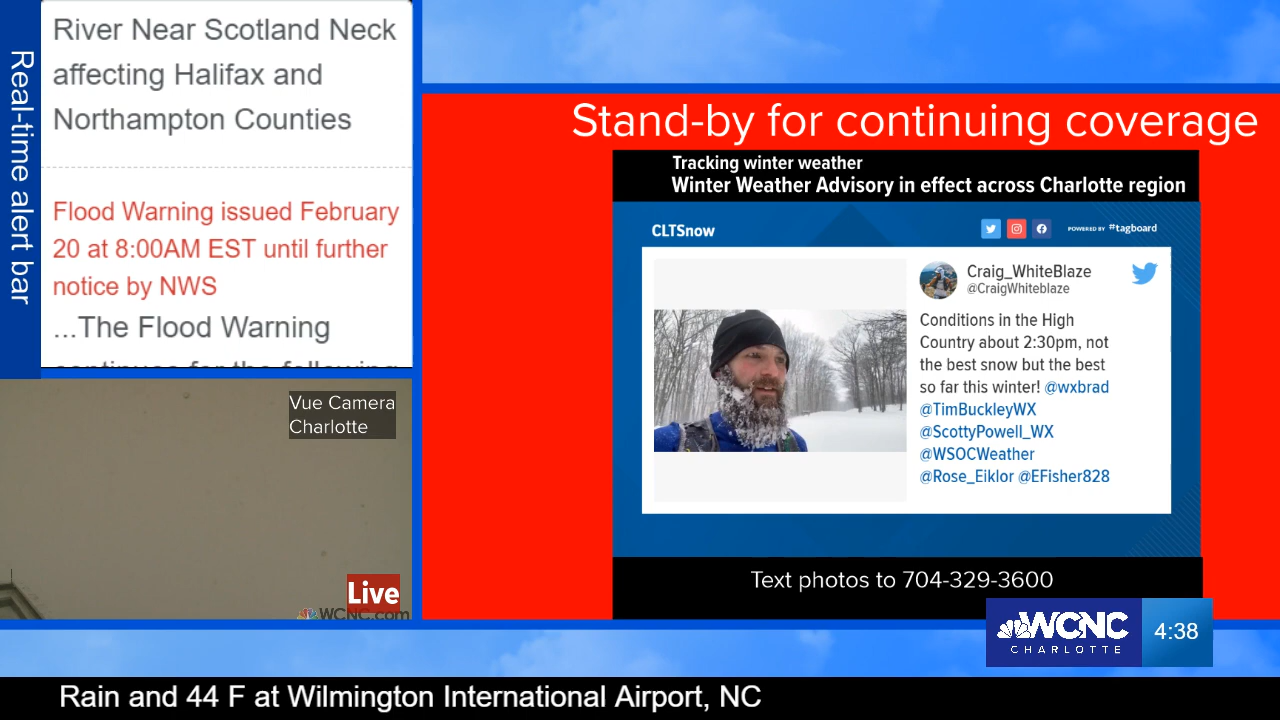 Real-time alert bar
River Near Scotland Neck
affecting Halifax and
Northampton Counties
Flood Warning issued February
20 at 8:00AM EST until further
notice by NWS
...The Flood Warning
continues for the following
Vue Camera
Charlotte
Live
WCNC.com
Stand-by for continuing coverage
Tracking winter weather
Winter Weather Advisory in effect across Charlotte region
CLTSnow
POWERED BY #tagboard
Craig_WhiteBlaze
@CraigWhiteblaze
Conditions in the High
Country about 2:30pm, not
the best snow but the best
so far this winter! @wxbrad
@TimBuckleyWX
@ScottyPowell_WX
@WSOCWeather
@Rose_Eiklor @EFisher828
Text photos to 704-329-3600
WCNC
CHARLOTTE
4:38
Rain and 44 F at Wilmington International Airport, NC